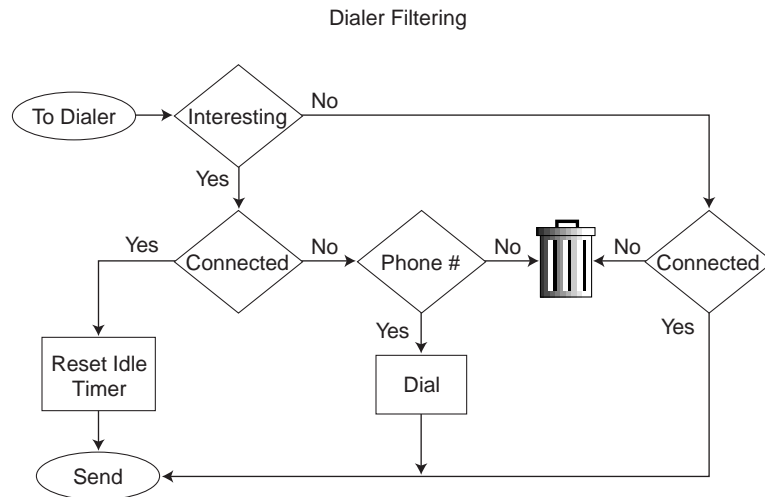 Dialer Filtering
To Dialer
Interesting
No
Yes
Yes
Connected
No
Phone #
No
No
Connected
Yes
Yes
Reset Idle
Timer
Dial
Send